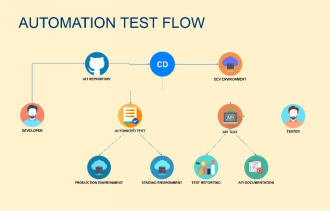 AUTOMATION TEST FLOW
GIT REPOSITORY
CD
DEV ENVIRONMENT
DEVELOPER
AUTOMATED TEST
API TEST
TESTER
PRODUCTION ENVIRONMENT
STAGING ENVIRONMENT
TEST REPORTING
API DOCUMENTATION